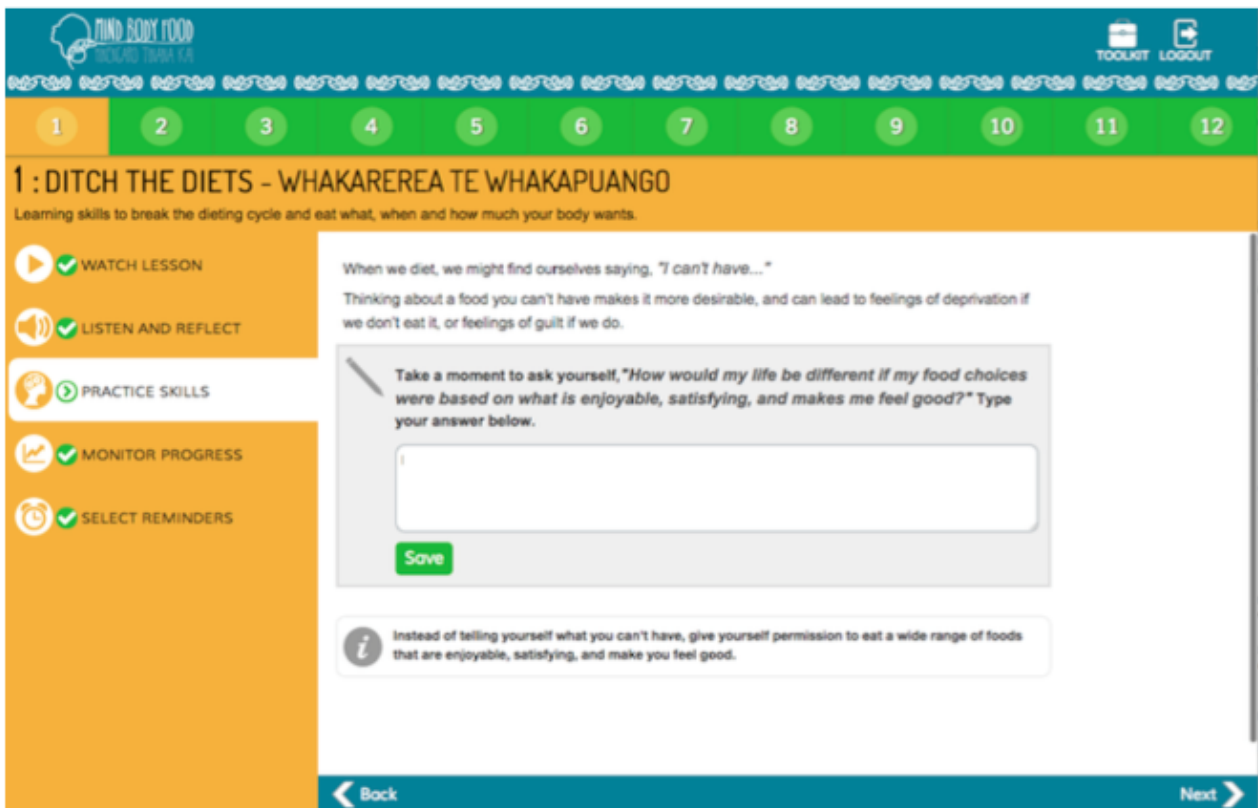 MIND BODY FOOD
TINANA KAI
TOOLKIT LOGOUT
1 2 3 4 5 6 7 8 9 10 11 12
1 : DITCH THE DIETS - WHAKAREREA TE WHAKAPUANGO
Learning skills to break the dieting cycle and eat what, when and how much your body wants.
WATCH LESSON
LISTEN AND REFLECT
PRACTICE SKILLS
MONITOR PROGRESS
SELECT REMINDERS
When we diet, we might find ourselves saying, "I can't have..."
Thinking about a food you can't have makes it more desirable, and can lead to feelings of deprivation if
we don't eat it, or feelings of guilt if we do.
Take a moment to ask yourself,"How would my life be different if my food choices
were based on what is enjoyable, satisfying, and makes me feel good?" Type
your answer below.
Save
i
Instead of telling yourself what you can't have, give yourself permission to eat a wide range of foods
that are enjoyable, satisfying, and make you feel good.
Back
Next